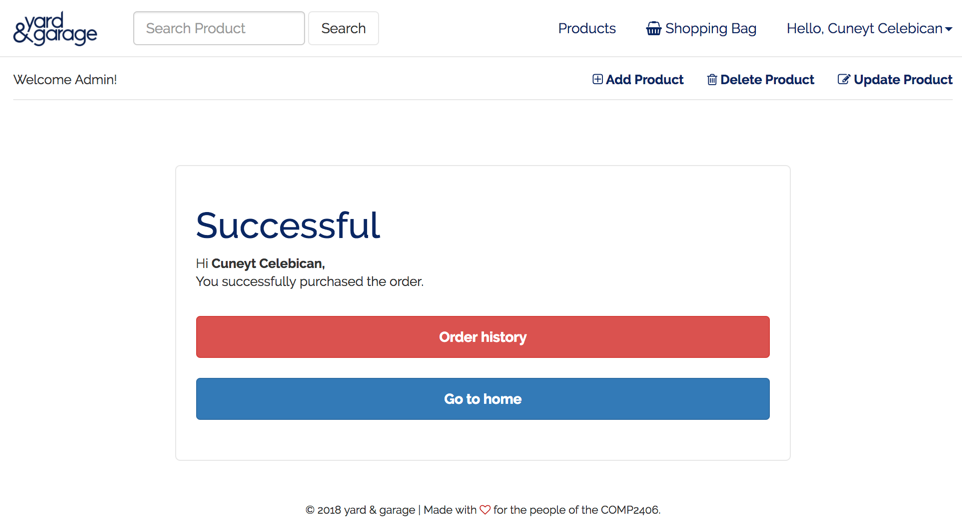 yard
&garage
Search Product
Search
Products
Shopping Bag
Hello, Cuneyt Celebican
Welcome Admin!
Add Product
Delete Product
Update Product
Successful
Hi Cuneyt Celebican,
You successfully purchased the order.
Order history
Go to home
© 2018 yard & garage | Made with ♡ for the people of the COMP2406.